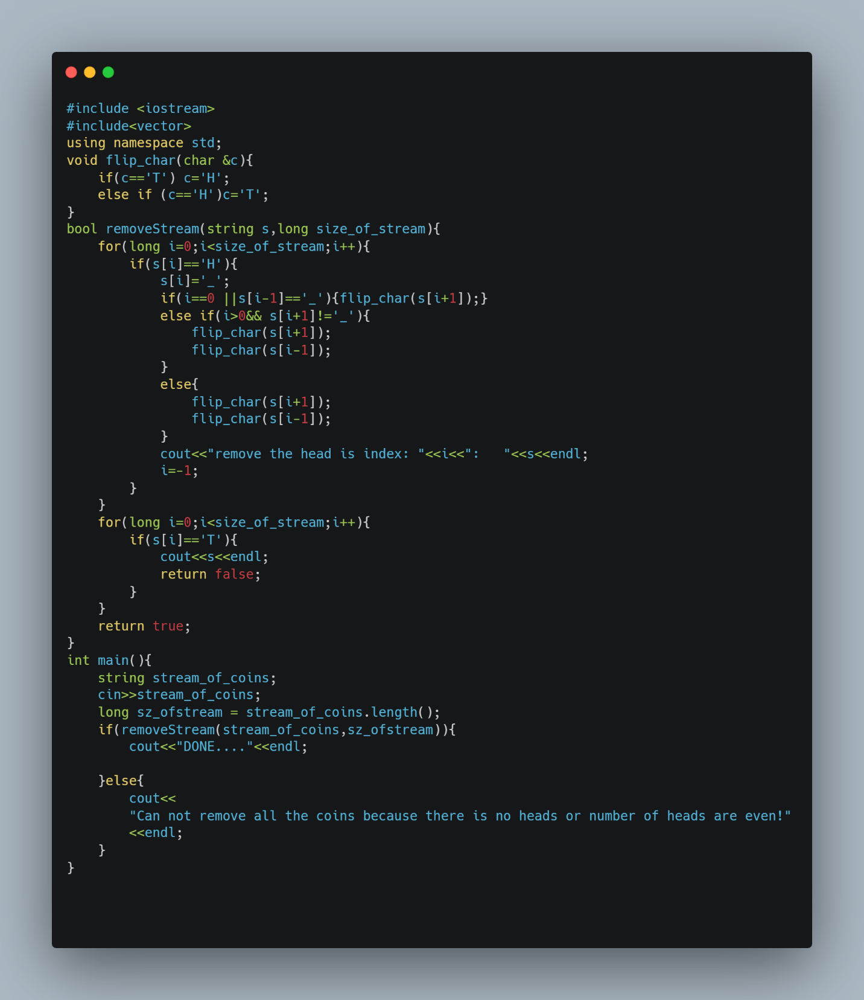 #include <iostream>
#include<vector>
using namespace std;
void flip_char(char &c){
    if(c=='T') c='H';
    else if (c=='H')c='T';
}
bool removeStream(string s,long size_of_stream){
    for(long i=0;i<size_of_stream;i++){
        if(s[i]=='H'){
            s[i]='_';
            if(i==0 ||s[i-1]=='_'){flip_char(s[i+1]);}
            else if(i>0&& s[i+1]!='_'){
                flip_char(s[i+1]);
                flip_char(s[i-1]);
            }
            else{
                flip_char(s[i+1]);
                flip_char(s[i-1]);
            }
            cout<<"remove the head is index: "<<i<<":   "<<s<<endl;
            i=-1;
        }
    }
    for(long i=0;i<size_of_stream;i++){
        if(s[i]=='T'){
            cout<<s<<endl;
            return false;
        }
    }
    return true;
}
int main(){
    string stream_of_coins;
    cin>>stream_of_coins;
    long sz_ofstream = stream_of_coins.length();
    if(removeStream(stream_of_coins,sz_ofstream)){
        cout<<"DONE...."<<endl;

    }else{
        cout<<
        "Can not remove all the coins because there is no heads or number of heads are even!"
        <<endl;
    }
}